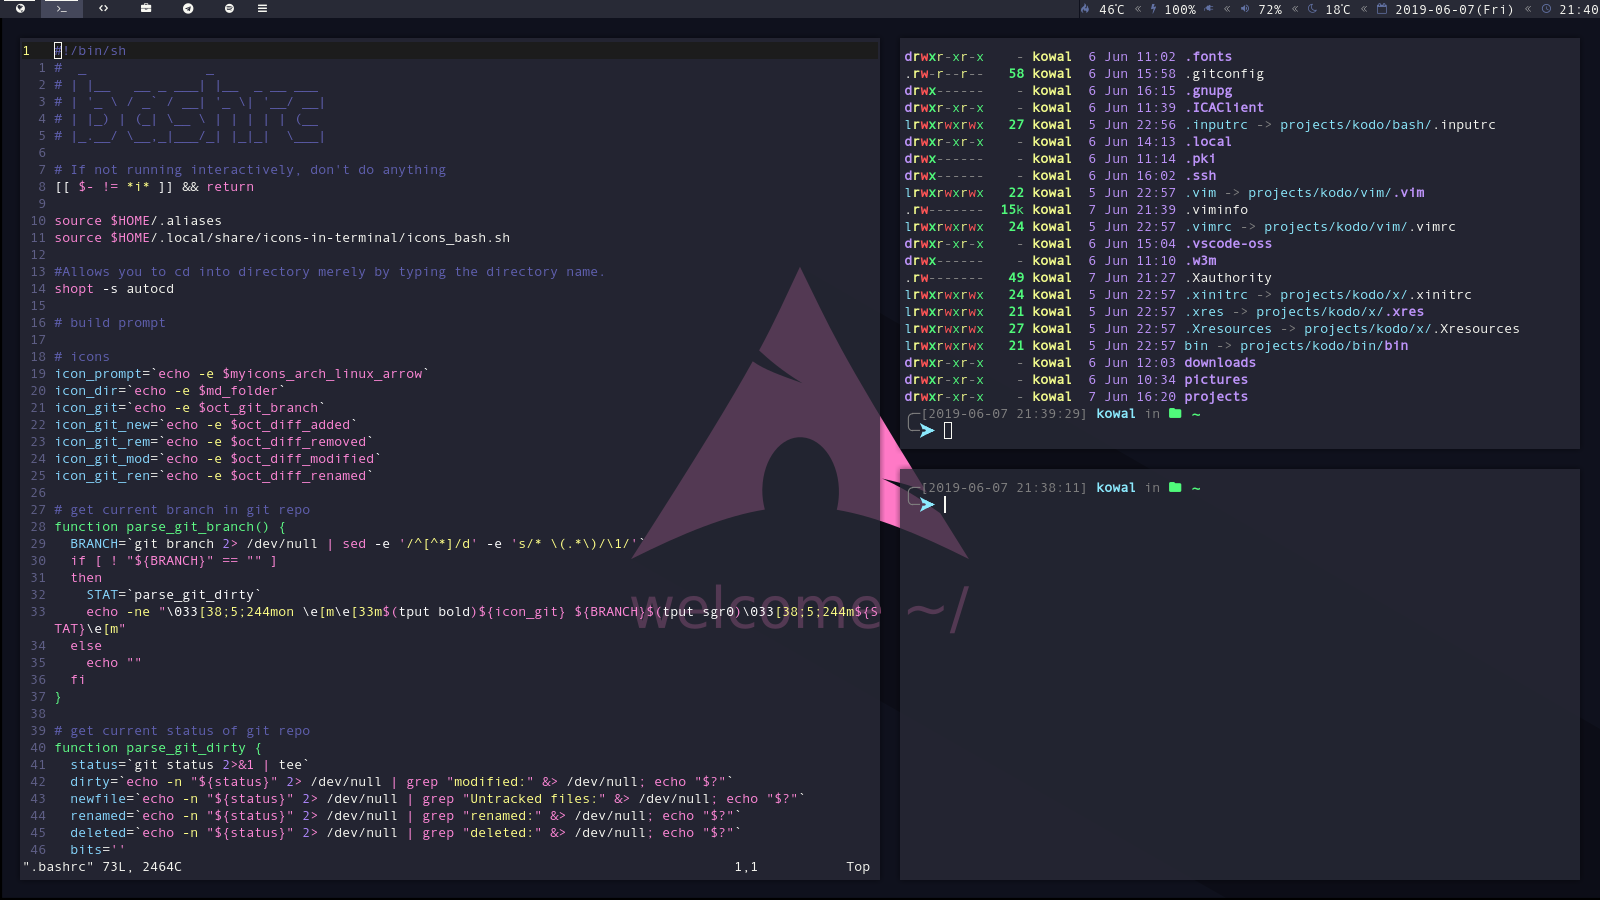 46℃ « 100% « 72% « 18℃ « 2019-06-07(Fri) « 21:40
1 #!/bin/sh
1 #  _               _
2 # | |__   __ _ ___| |__  _ __ ___
3 # | '_ \ / _` / __| '_ \| '__/ __|
4 # | |_) | (_| \__ \ | | | | | (__
5 # |_.__/ \__,_|___/_| |_|_|  \___|
6
7 # If not running interactively, don't do anything
8 [[ $- != *i* ]] && return
9
10 source $HOME/.aliases
11 source $HOME/.local/share/icons-in-terminal/icons_bash.sh
12
13 #Allows you to cd into directory merely by typing the directory name.
14 shopt -s autocd
15
16 # build prompt
17
18 # icons
19 icon_prompt=`echo -e $myicons_arch_linux_arrow`
20 icon_dir=`echo -e $md_folder`
21 icon_git=`echo -e $oct_git_branch`
22 icon_git_new=`echo -e $oct_diff_added`
23 icon_git_rem=`echo -e $oct_diff_removed`
24 icon_git_mod=`echo -e $oct_diff_modified`
25 icon_git_ren=`echo -e $oct_diff_renamed`
26
27 # get current branch in git repo
28 function parse_git_branch() {
29   BRANCH=`git branch 2> /dev/null | sed -e '/^[^*]/d' -e 's/* \(.*\)/\1/'`
30   if [ ! "${BRANCH}" == "" ]
31   then
32     STAT=`parse_git_dirty`
33     echo -ne "\033[38;5;244mon \e[m\e[33m$(tput bold)${icon_git} ${BRANCH}$(tput sgr0)\033[38;5;244m${S
TAT}\e[m"
34   else
35     echo ""
36   fi
37 }
38
39 # get current status of git repo
40 function parse_git_dirty {
41   status=`git status 2>&1 | tee`
42   dirty=`echo -n "${status}" 2> /dev/null | grep "modified:" &> /dev/null; echo "$?"`
43   newfile=`echo -n "${status}" 2> /dev/null | grep "Untracked files:" &> /dev/null; echo "$?"`
44   renamed=`echo -n "${status}" 2> /dev/null | grep "renamed:" &> /dev/null; echo "$?"`
45   deleted=`echo -n "${status}" 2> /dev/null | grep "deleted:" &> /dev/null; echo "$?"`
46   bits=''
".bashrc" 73L, 2464C 1,1 Top
drwxr-xr-x    - kowal  6 Jun 11:02 .fonts
.rw-r--r--   58 kowal  6 Jun 15:58 .gitconfig
drwx------    - kowal  6 Jun 16:15 .gnupg
drwxr-xr-x    - kowal  6 Jun 11:39 .ICAClient
lrwxrwxrwx   27 kowal  5 Jun 22:56 .inputrc -> projects/kodo/bash/.inputrc
drwxr-xr-x    - kowal  6 Jun 14:13 .local
drwx------    - kowal  6 Jun 11:14 .pki
drwx------    - kowal  6 Jun 16:02 .ssh
lrwxrwxrwx   22 kowal  5 Jun 22:57 .vim -> projects/kodo/vim/.vim
.rw-------  15k kowal  7 Jun 21:39 .viminfo
lrwxrwxrwx   24 kowal  5 Jun 22:57 .vimrc -> projects/kodo/vim/.vimrc
drwxr-xr-x    - kowal  6 Jun 15:04 .vscode-oss
drwx------    - kowal  6 Jun 11:10 .w3m
.rw-------   49 kowal  7 Jun 21:27 .Xauthority
lrwxrwxrwx   24 kowal  5 Jun 22:57 .xinitrc -> projects/kodo/x/.xinitrc
lrwxrwxrwx   21 kowal  5 Jun 22:57 .xres -> projects/kodo/x/.xres
lrwxrwxrwx   27 kowal  5 Jun 22:57 .Xresources -> projects/kodo/x/.Xresources
lrwxrwxrwx   21 kowal  5 Jun 22:57 bin -> projects/kodo/bin/bin
drwxr-xr-x    - kowal  6 Jun 12:03 downloads
drwxr-xr-x    - kowal  6 Jun 10:34 pictures
drwxr-xr-x    - kowal  7 Jun 16:20 projects
[2019-06-07 21:39:29] kowal in ~
[2019-06-07 21:38:11] kowal in ~
welcome ~/